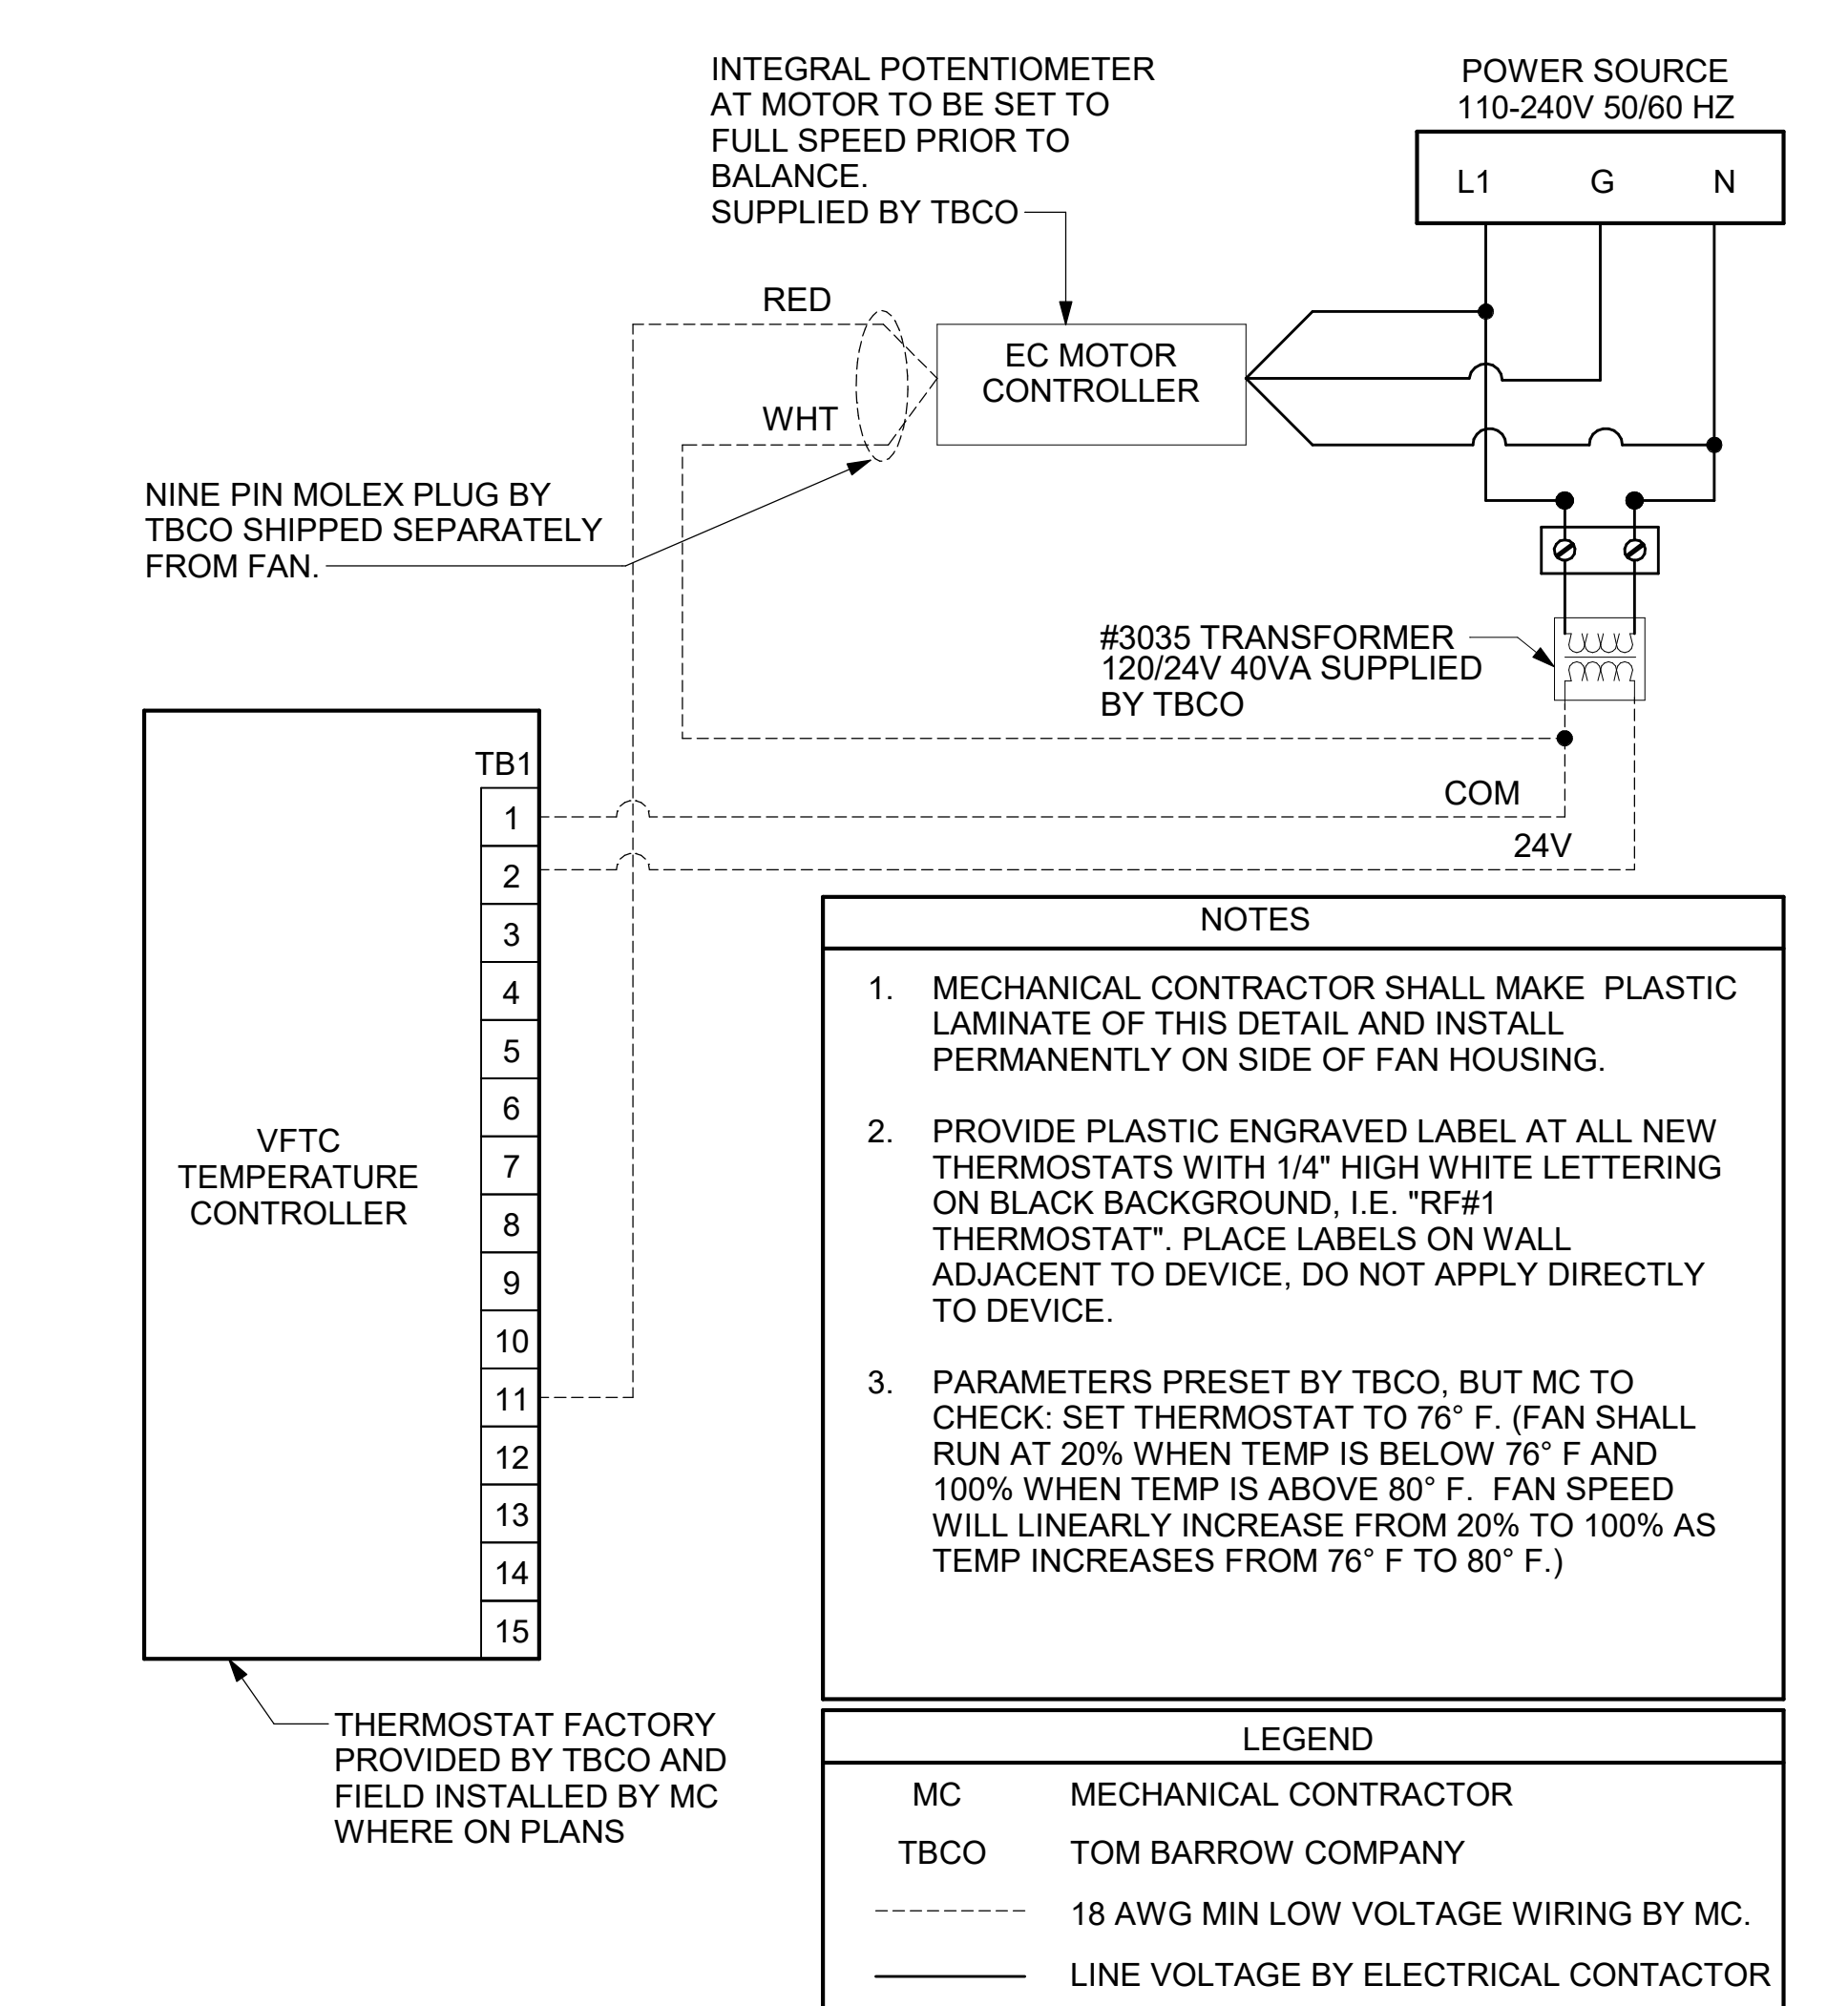 INTEGRAL POTENTIOMETER
AT MOTOR TO BE SET TO
FULL SPEED PRIOR TO
BALANCE.
SUPPLIED BY TBCO
POWER SOURCE
110-240V 50/60 HZ
L1 G N
RED
WHT
EC MOTOR
CONTROLLER
NINE PIN MOLEX PLUG BY
TBCO SHIPPED SEPARATELY
FROM FAN.
#3035 TRANSFORMER
120/24V 40VA SUPPLIED
BY TBCO
COM
24V
VFTC
TEMPERATURE
CONTROLLER
TB1
1
2
3
4
5
6
7
8
9
10
11
12
13
14
15
THERMOSTAT FACTORY
PROVIDED BY TBCO AND
FIELD INSTALLED BY MC
WHERE ON PLANS
NOTES
1. MECHANICAL CONTRACTOR SHALL MAKE PLASTIC
LAMINATE OF THIS DETAIL AND INSTALL
PERMANENTLY ON SIDE OF FAN HOUSING.
2. PROVIDE PLASTIC ENGRAVED LABEL AT ALL NEW
THERMOSTATS WITH 1/4" HIGH WHITE LETTERING
ON BLACK BACKGROUND, I.E. "RF#1
THERMOSTAT". PLACE LABELS ON WALL
ADJACENT TO DEVICE, DO NOT APPLY DIRECTLY
TO DEVICE.
3. PARAMETERS PRESET BY TBCO, BUT MC TO
CHECK: SET THERMOSTAT TO 76° F. (FAN SHALL
RUN AT 20% WHEN TEMP IS BELOW 76° F AND
100% WHEN TEMP IS ABOVE 80° F. FAN SPEED
WILL LINEARLY INCREASE FROM 20% TO 100% AS
TEMP INCREASES FROM 76° F TO 80° F.)
LEGEND
MC MECHANICAL CONTRACTOR
TBCO TOM BARROW COMPANY
18 AWG MIN LOW VOLTAGE WIRING BY MC.
LINE VOLTAGE BY ELECTRICAL CONTACTOR